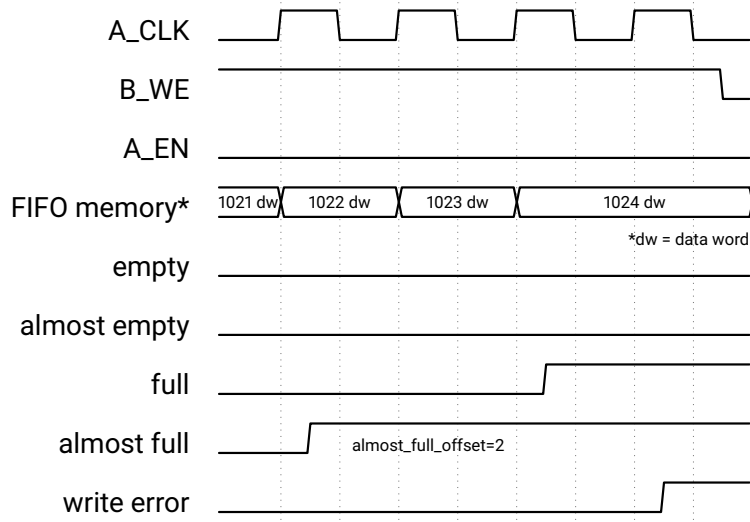 A_CLK
B_WE
A_EN
FIFO memory* 1021 dw 1022 dw 1023 dw 1024 dw
*dw = data word
empty
almost empty
full
almost full almost_full_offset=2
write error